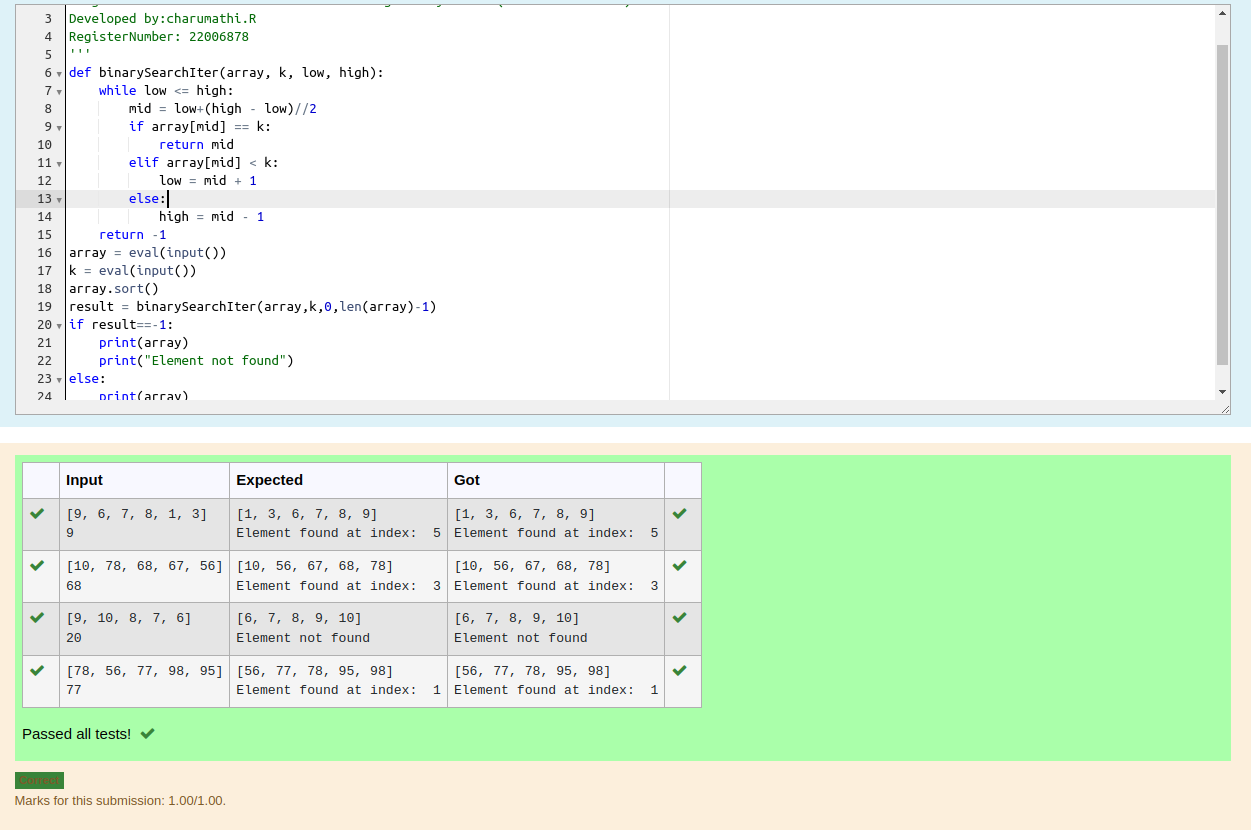 3 Developed by:charumathi.R
4 RegisterNumber: 22006878
5 '''
6 def binarySearchIter(array, k, low, high):
7     while low <= high:
8         mid = low+(high - low)//2
9         if array[mid] == k:
10             return mid
11         elif array[mid] < k:
12             low = mid + 1
13         else:
14             high = mid - 1
15     return -1
16 array = eval(input())
17 k = eval(input())
18 array.sort()
19 result = binarySearchIter(array,k,0,len(array)-1)
20 if result==-1:
21     print(array)
22     print("Element not found")
23 else:
24     print(array)
Input Expected Got
[9, 6, 7, 8, 1, 3] [1, 3, 6, 7, 8, 9] [1, 3, 6, 7, 8, 9]
9 Element found at index:  5 Element found at index:  5
[10, 78, 68, 67, 56] [10, 56, 67, 68, 78] [10, 56, 67, 68, 78]
68 Element found at index:  3 Element found at index:  3
[9, 10, 8, 7, 6] [6, 7, 8, 9, 10] [6, 7, 8, 9, 10]
20 Element not found Element not found
[78, 56, 77, 98, 95] [56, 77, 78, 95, 98] [56, 77, 78, 95, 98]
77 Element found at index:  1 Element found at index:  1
Passed all tests!
Correct
Marks for this submission: 1.00/1.00.